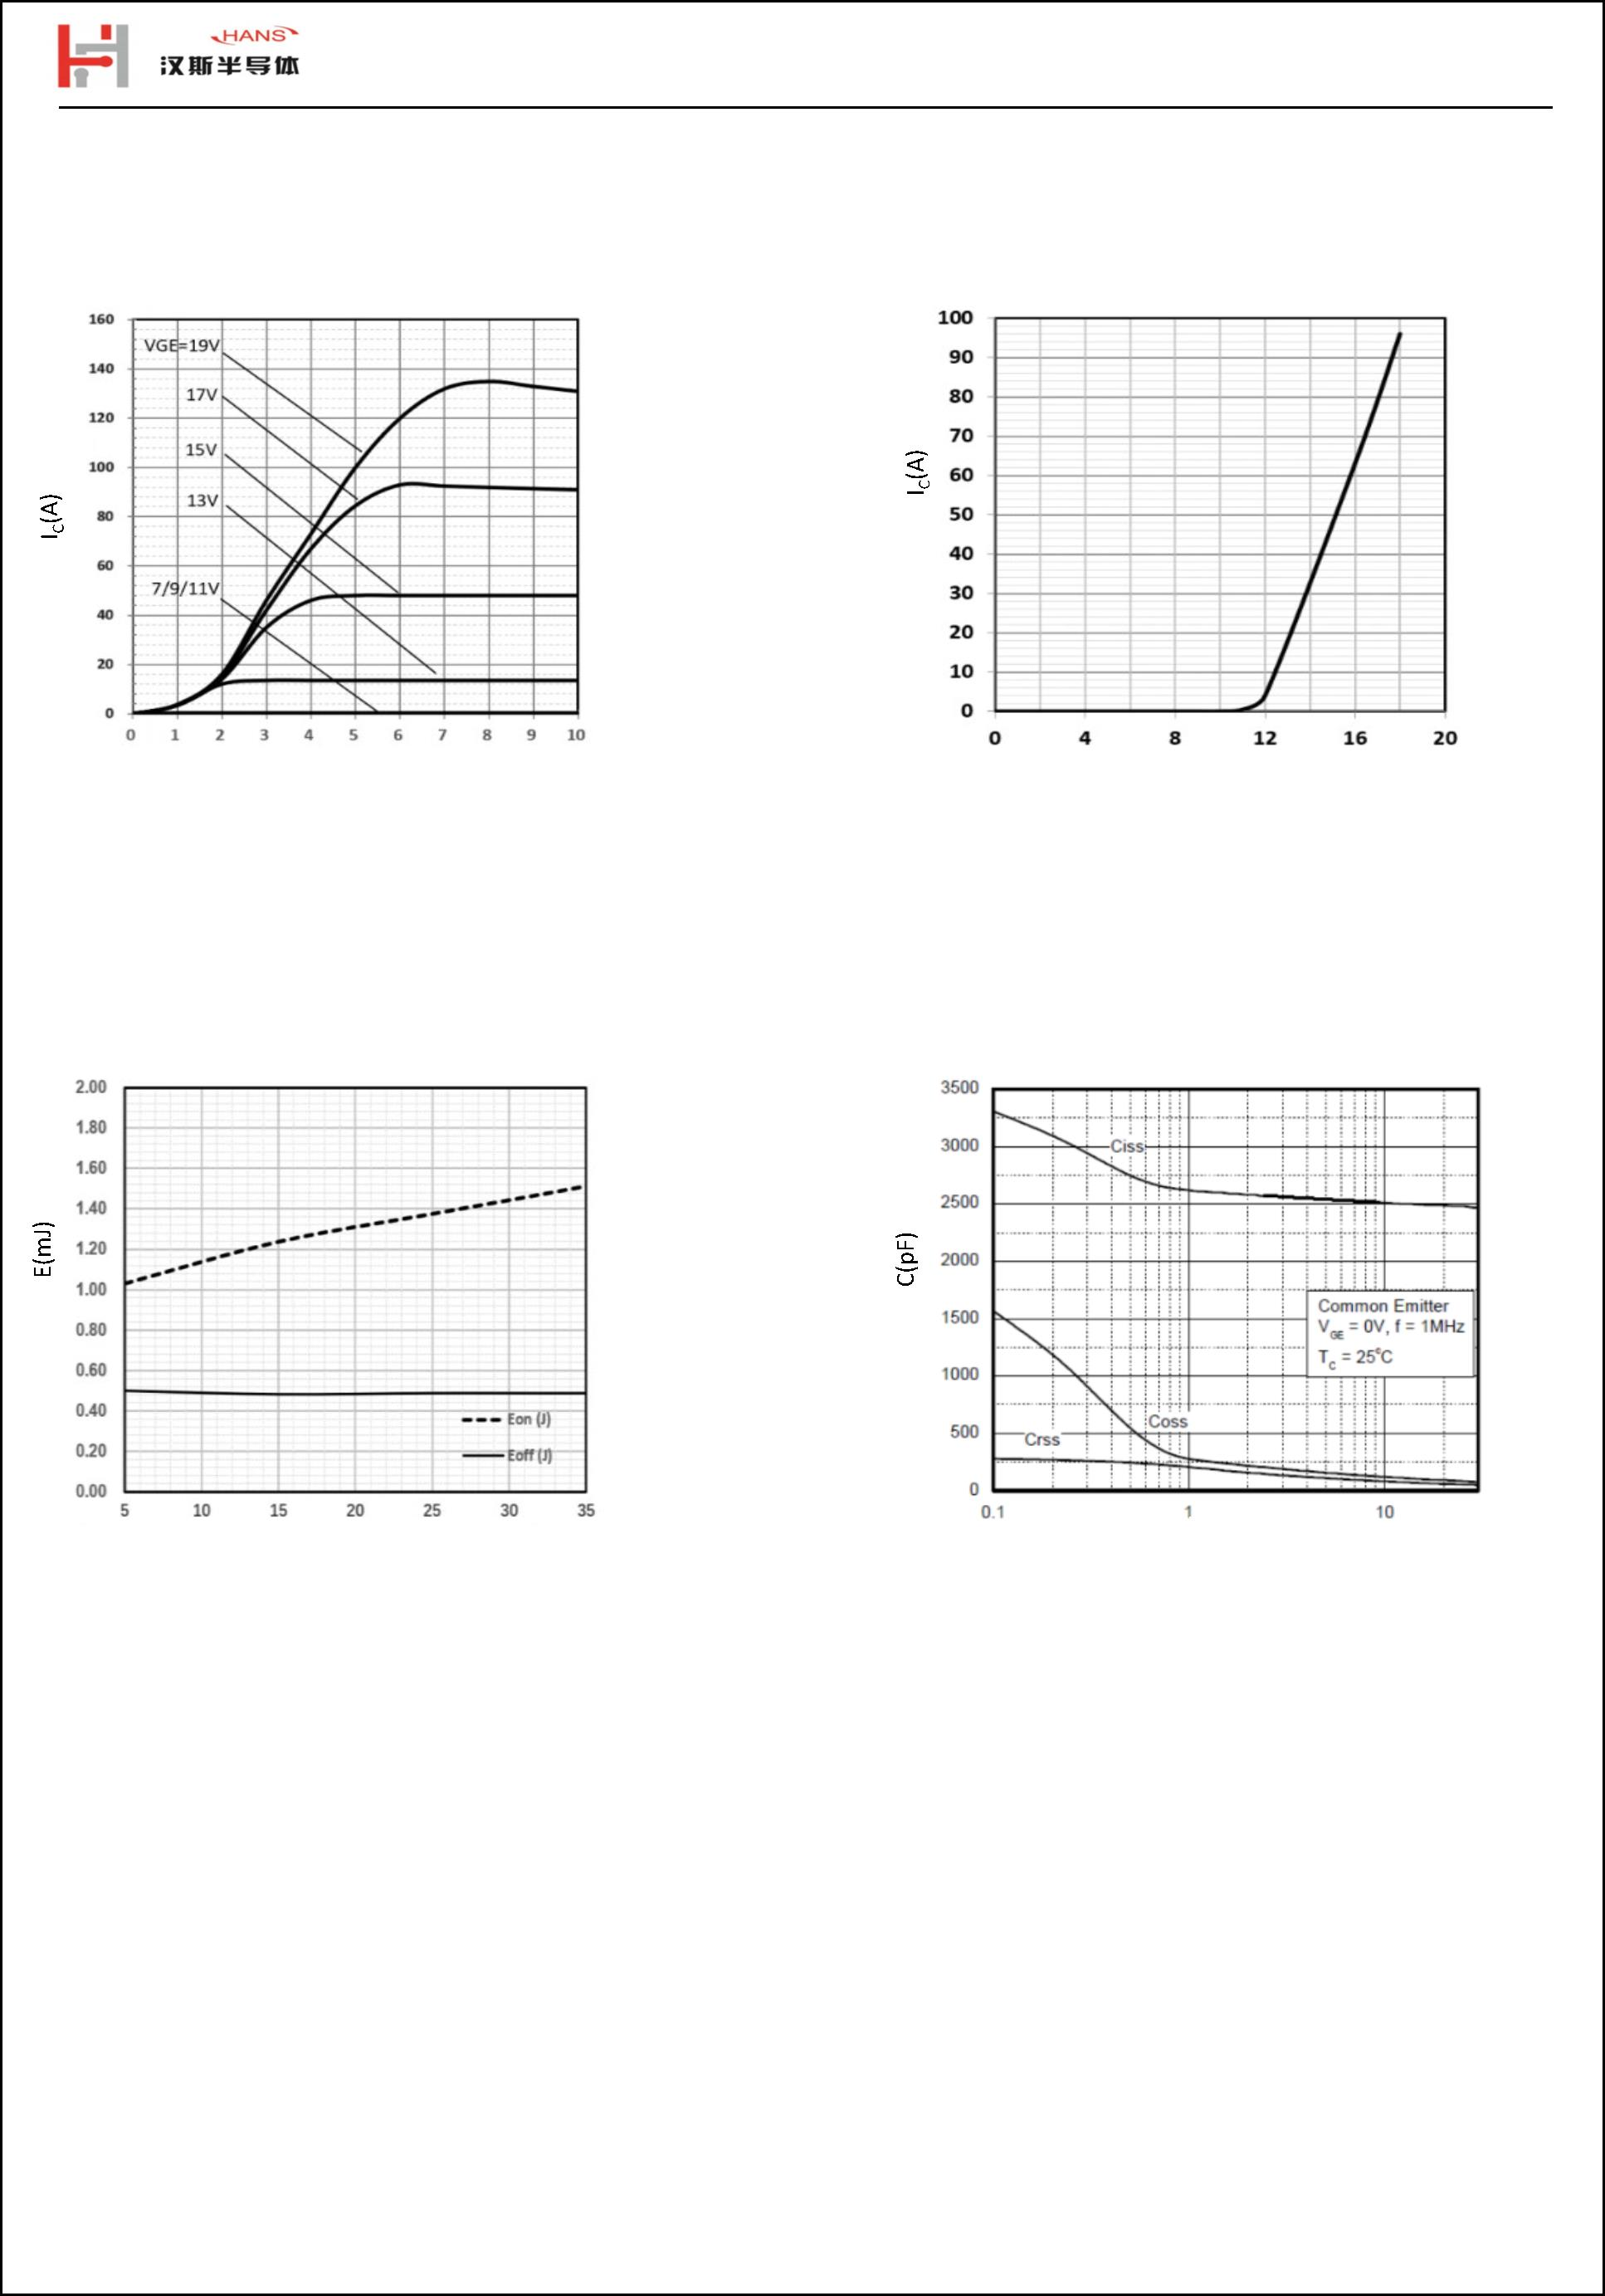 HANS
汉斯半导体
160
140
120
100
80
60
40
20
0
0 1 2 3 4 5 6 7 8 9 10
IC(A)
VGE=19V
17V
15V
13V
7/9/11V
100
90
80
70
60
50
40
30
20
10
0
0 4 8 12 16 20
IC(A)
2.00
1.80
1.60
1.40
1.20
1.00
0.80
0.60
0.40
0.20
0.00
5 10 15 20 25 30 35
E(mJ)
Eon (J)
Eoff (J)
3500
3000
2500
2000
1500
1000
500
0
0.1 1 10
C(pF)
Ciss
Coss
Crss
Common Emitter
VGE = 0V, f = 1MHz
TC = 25°C